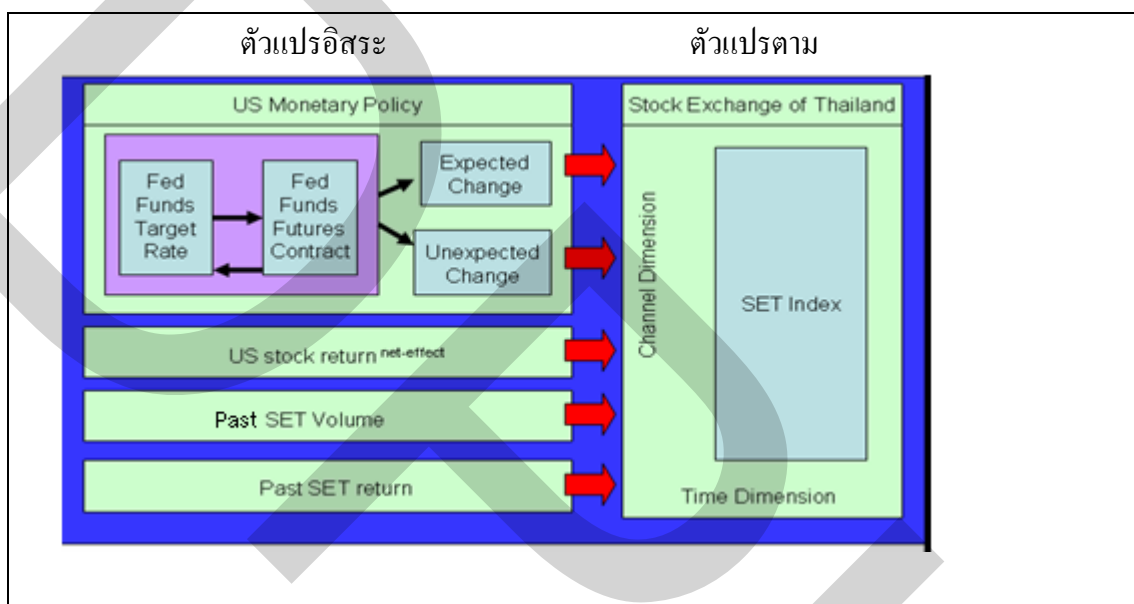 ตัวแปรอิสระ
ตัวแปรตาม
US Monetary Policy
Fed
Funds
Target
Rate
Fed
Funds
Futures
Contract
Expected
Change
Unexpected
Change
US stock return net-effect
Past SET Volume
Past SET return
Stock Exchange of Thailand
Channel Dimension
SET Index
Time Dimension